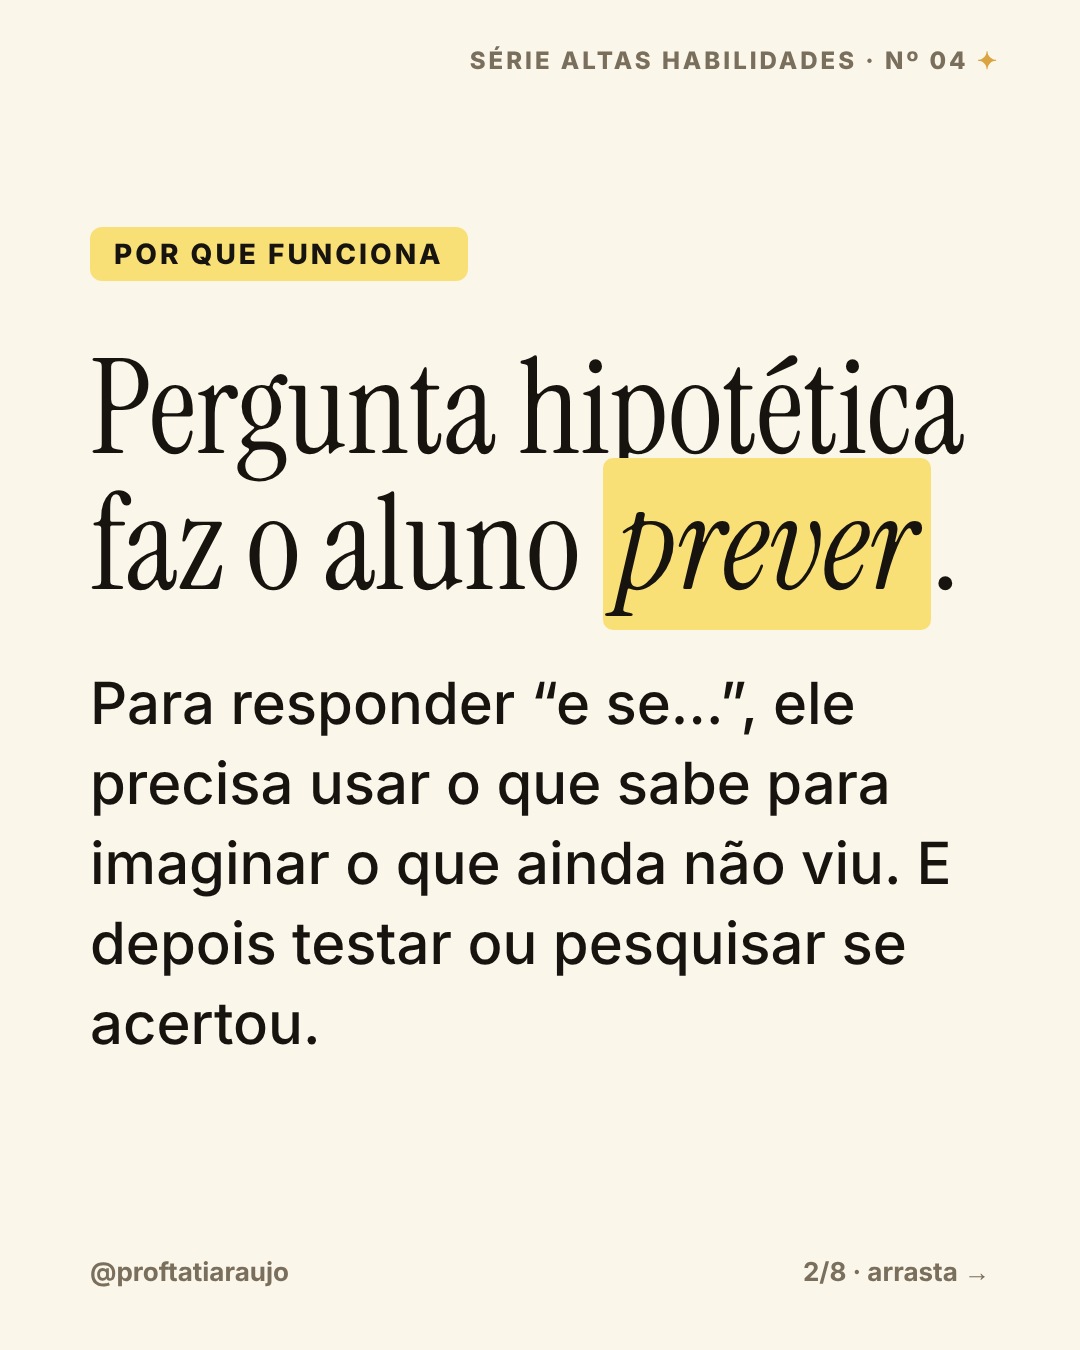 SÉRIE ALTAS HABILIDADES · Nº 04 ✦
POR QUE FUNCIONA
Pergunta hipotética
faz o aluno prever.
Para responder “e se…”, ele
precisa usar o que sabe para
imaginar o que ainda não viu. E
depois testar ou pesquisar se
acertou.
@proftatiaraujo
2/8 · arrasta →